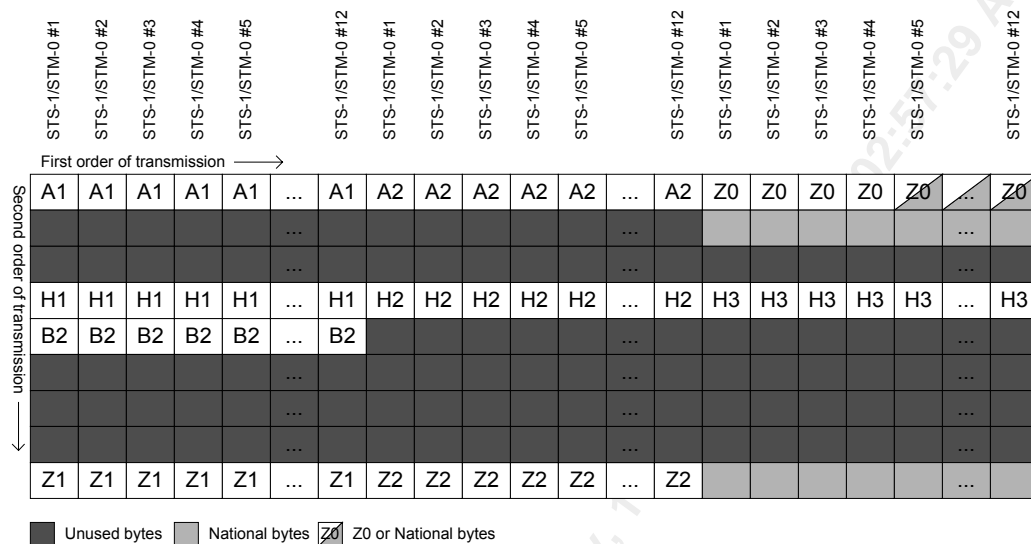 STS-1/STM-0 #1 STS-1/STM-0 #2 STS-1/STM-0 #3 STS-1/STM-0 #4 STS-1/STM-0 #5 STS-1/STM-0 #12 STS-1/STM-0 #1 STS-1/STM-0 #2 STS-1/STM-0 #3 STS-1/STM-0 #4 STS-1/STM-0 #5 STS-1/STM-0 #12 STS-1/STM-0 #1 STS-1/STM-0 #2 STS-1/STM-0 #3 STS-1/STM-0 #4 STS-1/STM-0 #5 STS-1/STM-0 #12
First order of transmission
Second order of transmission
A1 A1 A1 A1 A1 ... A1 A2 A2 A2 A2 A2 ... A2 Z0 Z0 Z0 Z0 Z0 ... Z0
... ... ...
... ... ...
H1 H1 H1 H1 H1 ... H1 H2 H2 H2 H2 H2 ... H2 H3 H3 H3 H3 H3 ... H3
B2 B2 B2 B2 B2 ... B2 ... ...
... ... ...
... ... ...
... ... ...
Z1 Z1 Z1 Z1 Z1 ... Z1 Z2 Z2 Z2 Z2 Z2 ... Z2 ...
Unused bytes National bytes Z0 Z0 or National bytes
02:57:29 A